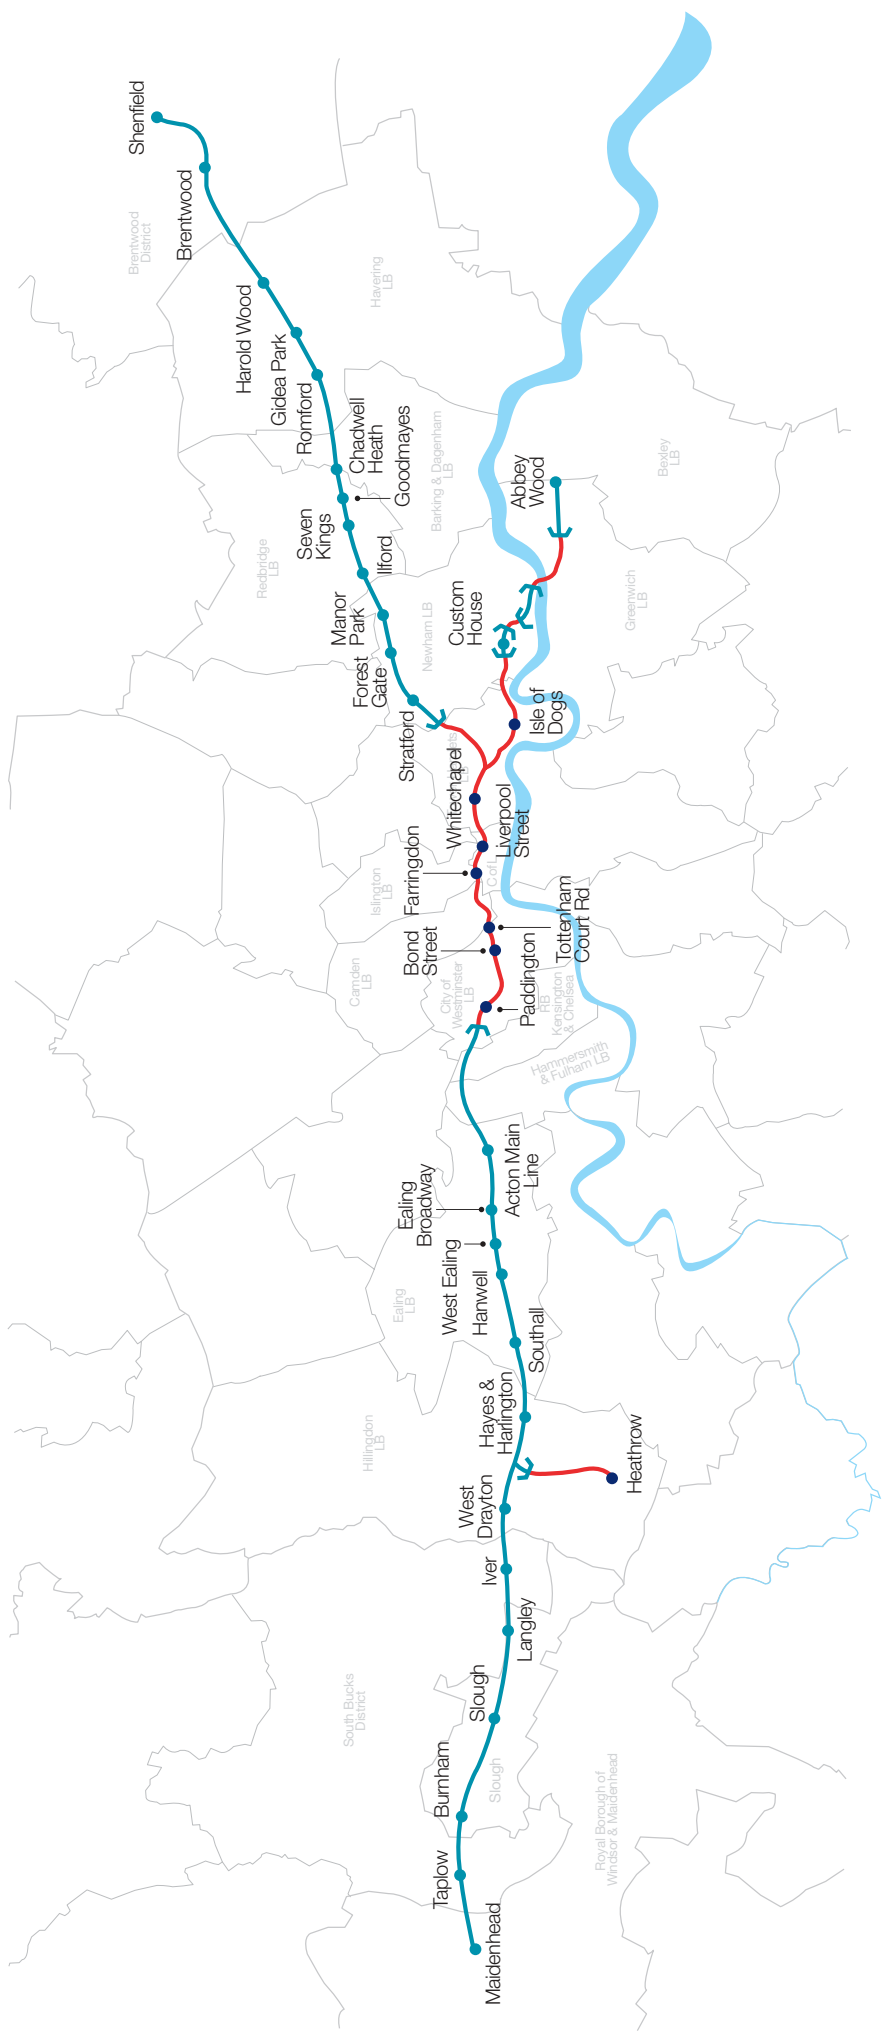 Shenfield
Brentwood
Brentwood
District
Harold Wood
Gidea Park
Romford
Havering
LB
Chadwell
Heath
Goodmayes
Seven
Kings
Ilford
Redbridge
LB
Barking & Dagenham
LB
Manor
Park
Forest
Gate
Newham LB
Stratford
Abbey
Wood
Bexley
LB
Custom
House
Greenwich
LB
Isle of
Dogs
Whitechapel
LB
Liverpool
Street
Farringdon
Islington
LB
C of L
Tottenham
Court Rd
Bond
Street
Camden
LB
City of
Westminster
LB
Paddington
RB
Kensington
& Chelsea
Hammersmith
& Fulham LB
Acton Main
Line
Ealing
Broadway
West Ealing
Hanwell
Ealing
LB
Southall
Hayes &
Harlington
Hillingdon
LB
Heathrow
West
Drayton
Iver
Langley
Slough
South Bucks
District
Burnham
Slough
Royal Borough of
Windsor & Maidenhead
Taplow
Maidenhead